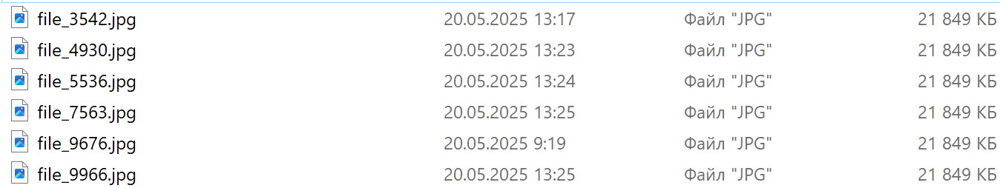 file_3542.jpg 20.05.2025 13:17 Файл "JPG" 21 849 КБ
file_4930.jpg 20.05.2025 13:23 Файл "JPG" 21 849 КБ
file_5536.jpg 20.05.2025 13:24 Файл "JPG" 21 849 КБ
file_7563.jpg 20.05.2025 13:25 Файл "JPG" 21 849 КБ
file_9676.jpg 20.05.2025 9:19 Файл "JPG" 21 849 КБ
file_9966.jpg 20.05.2025 13:25 Файл "JPG" 21 849 КБ